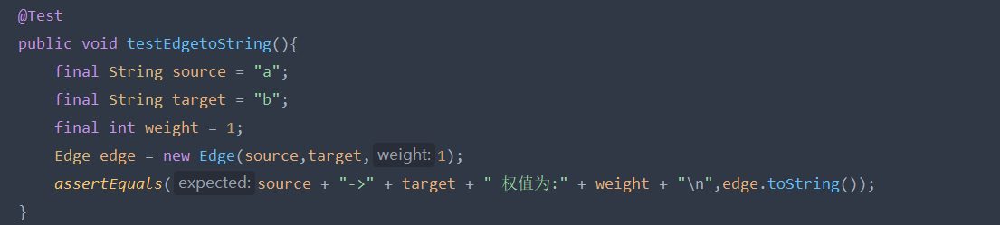 @Test
public void testEdgetoString(){
    final String source = "a";
    final String target = "b";
    final int weight = 1;
    Edge edge = new Edge(source,target, weight: 1);
    assertEquals( expected: source + "->" + target + " 权值为:" + weight + "\n",edge.toString());
}